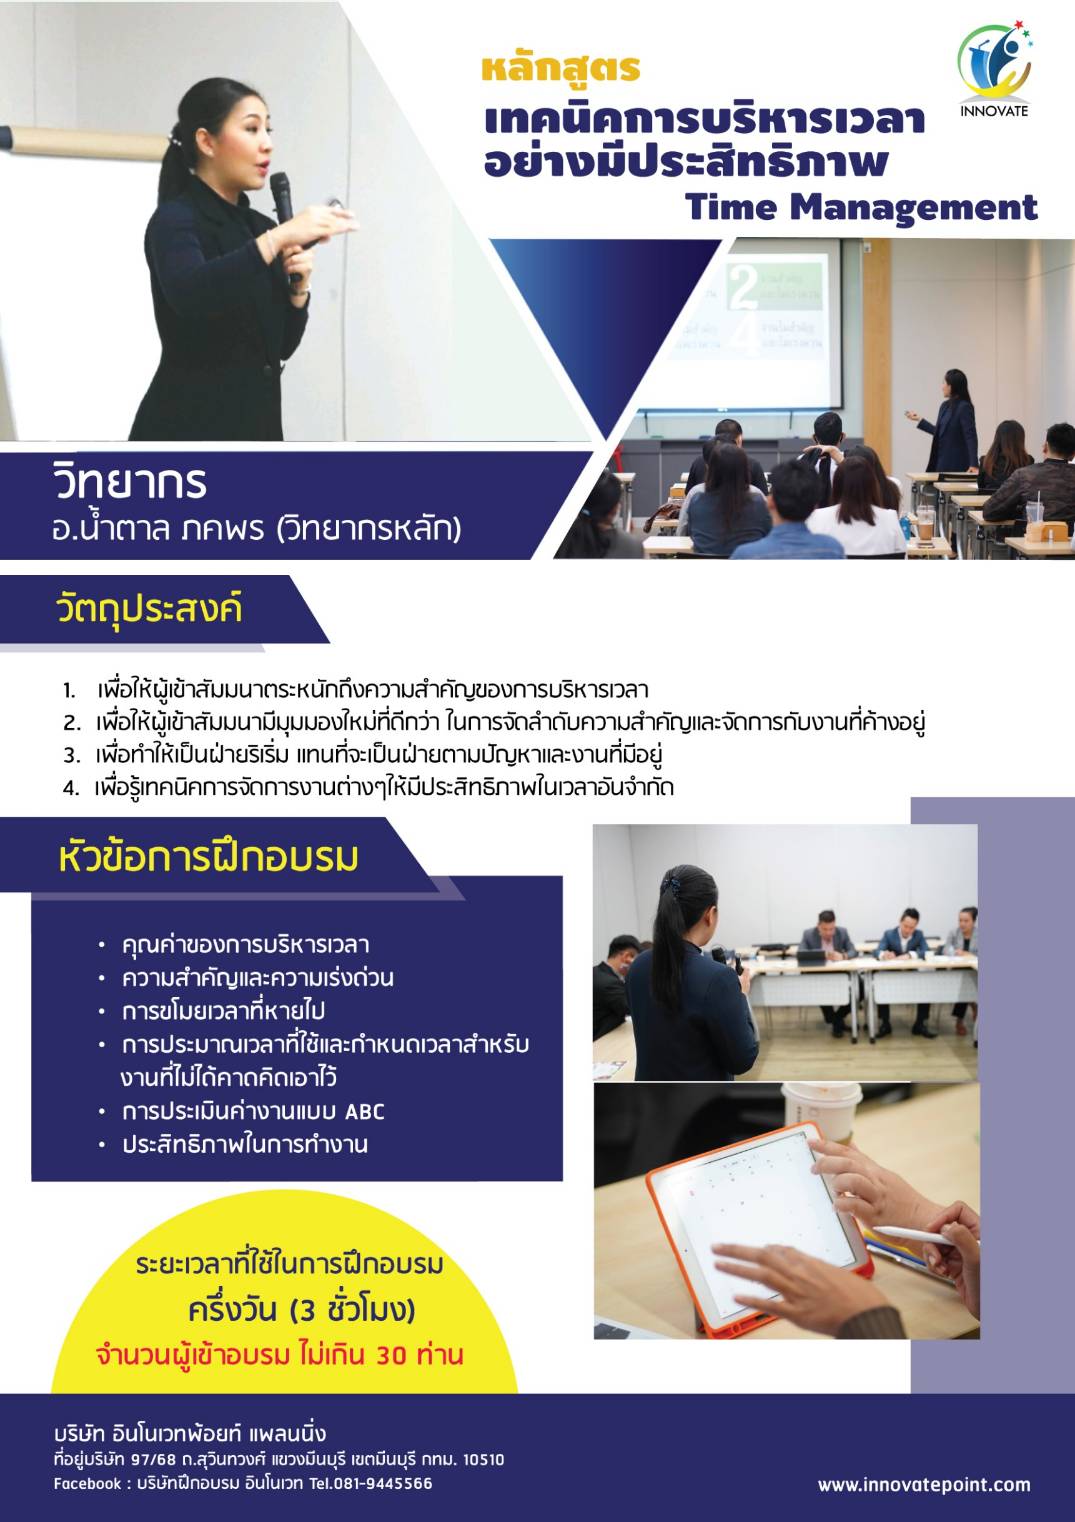 หลักสูตร
เทคนิคการบริหารเวลา
อย่างมีประสิทธิภาพ
Time Management
INNOVATE
2
4
วิทยากร
อ.น้ำตาล ภคพร (วิทยากรหลัก)
วัตถุประสงค์
1. เพื่อให้ผู้เข้าสัมมนาตระหนักถึงความสำคัญของการบริหารเวลา
2. เพื่อให้ผู้เข้าสัมมนามีมุมมองใหม่ที่ดีกว่า ในการจัดลำดับความสำคัญและจัดการกับงานที่ค้างอยู่
3. เพื่อทำให้เป็นฝ่ายริเริ่ม แทนที่จะเป็นฝ่ายตามปัญหาและงานที่มีอยู่
4. เพื่อรู้เทคนิคการจัดการงานต่างๆให้มีประสิทธิภาพในเวลาอันจำกัด
หัวข้อการฝึกอบรม
• คุณค่าของการบริหารเวลา
• ความสำคัญและความเร่งด่วน
• การขโมยเวลาที่หายไป
• การประมาณเวลาที่ใช้และกำหนดเวลาสำหรับ
งานที่ไม่ได้คาดคิดเอาไว้
• การประเมินค่างานแบบ ABC
• ประสิทธิภาพในการทำงาน
ระยะเวลาที่ใช้ในการฝึกอบรม
ครึ่งวัน (3 ชั่วโมง)
จำนวนผู้เข้าอบรม ไม่เกิน 30 ท่าน
บริษัท อินโนเวทพ้อยท์ แพลนนิ่ง
ที่อยู่บริษัท 97/68 ถ.สุวินทวงศ์ แขวงมีนบุรี เขตมีนบุรี กทม. 10510
Facebook : บริษัทฝึกอบรม อินโนเวท Tel.081-9445566
www.innovatepoint.com